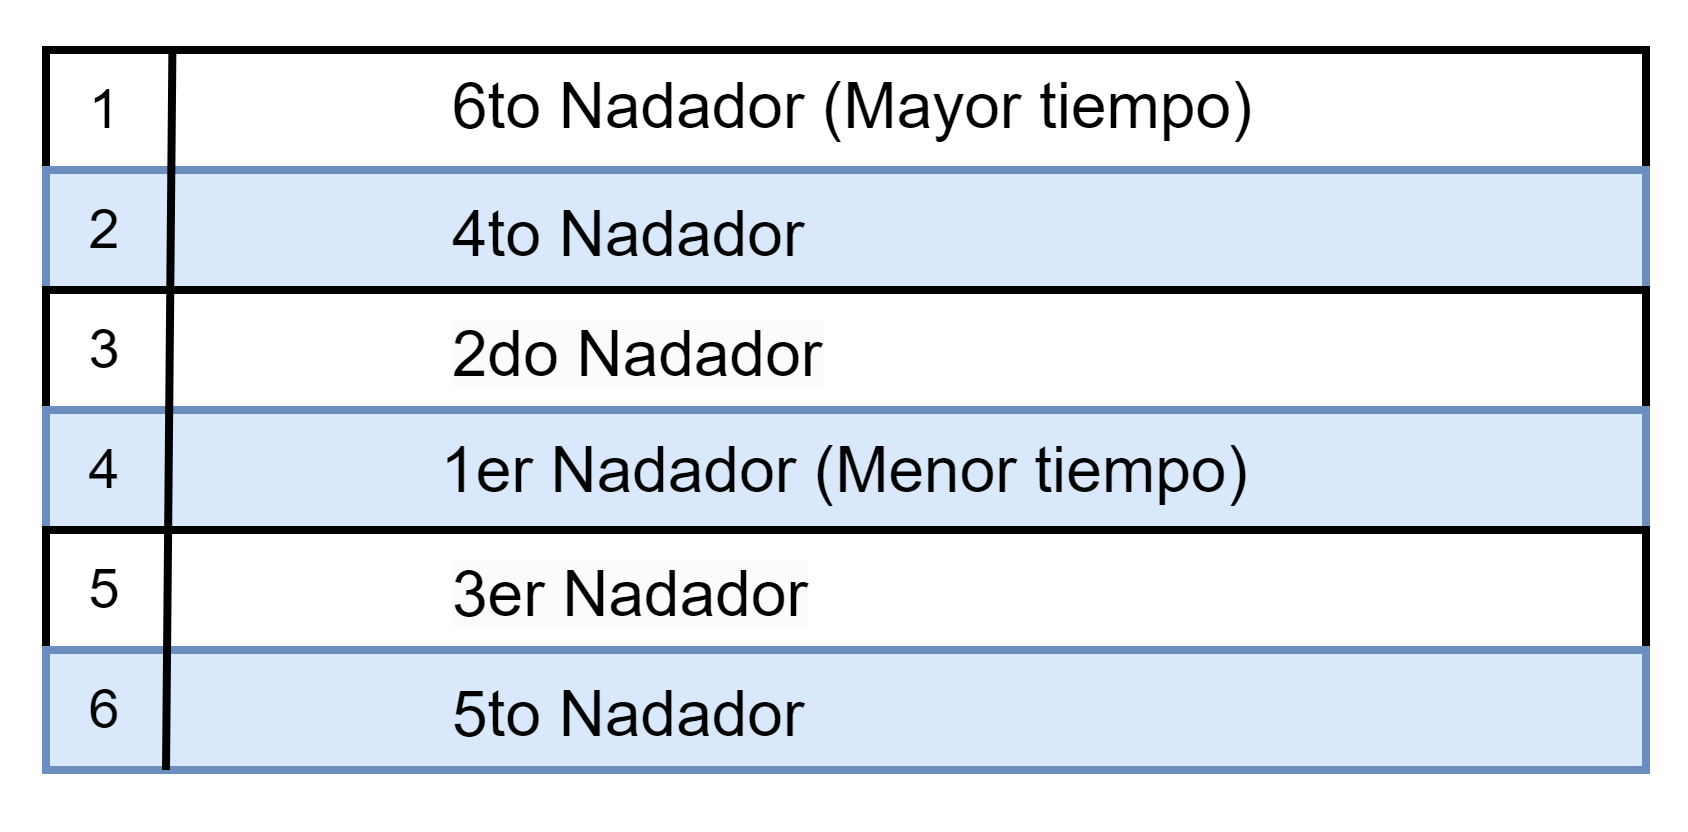 1 6to Nadador (Mayor tiempo)
2 4to Nadador
3 2do Nadador
4 1er Nadador (Menor tiempo)
5 3er Nadador
6 5to Nadador